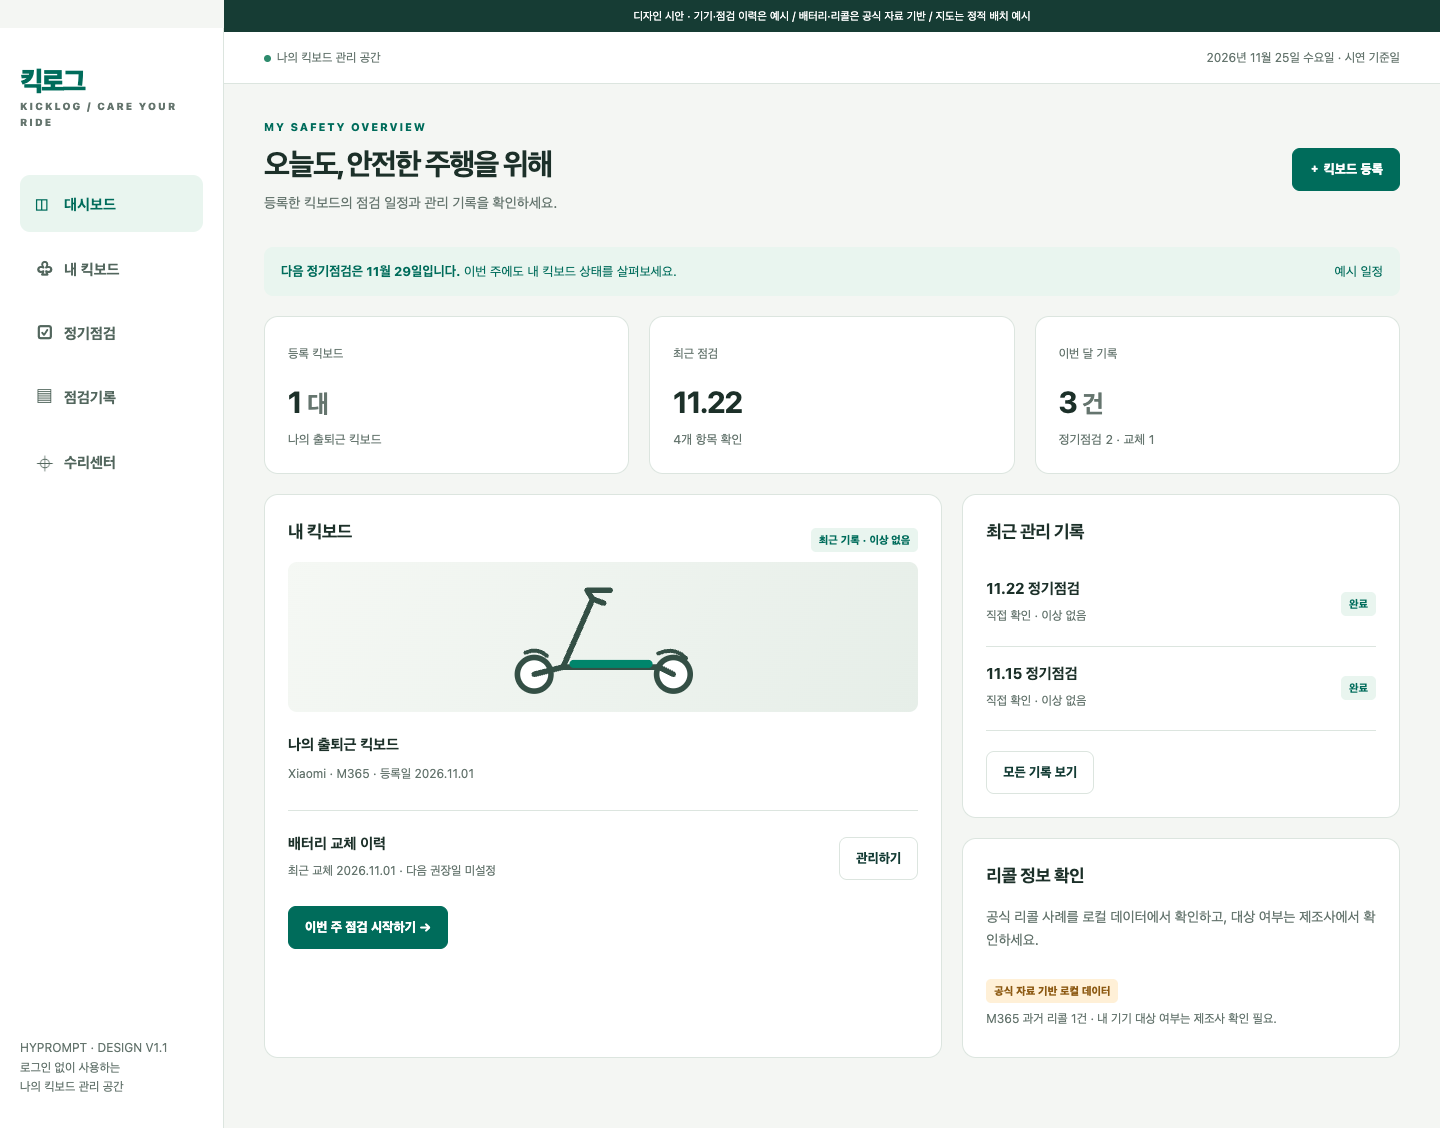 디자인 시안 · 기기·점검 이력은 예시 / 배터리·리콜은 공식 자료 기반 / 지도는 정적 배치 예시
킥로그
KICKLOG / CARE YOUR
RIDE
대시보드
내 킥보드
정기점검
점검기록
수리센터
HYPROMPT · DESIGN V1.1
로그인 없이 사용하는
나의 킥보드 관리 공간
나의 킥보드 관리 공간
2026년 11월 25일 수요일 · 시연 기준일
MY SAFETY OVERVIEW
오늘도, 안전한 주행을 위해
등록한 킥보드의 점검 일정과 관리 기록을 확인하세요.
+ 킥보드 등록
다음 정기점검은 11월 29일입니다. 이번 주에도 내 킥보드 상태를 살펴보세요.
예시 일정
등록 킥보드
1 대
나의 출퇴근 킥보드
최근 점검
11.22
4개 항목 확인
이번 달 기록
3 건
정기점검 2 · 교체 1
내 킥보드
최근 기록 · 이상 없음
나의 출퇴근 킥보드
Xiaomi · M365 · 등록일 2026.11.01
배터리 교체 이력
최근 교체 2026.11.01 · 다음 권장일 미설정
관리하기
이번 주 점검 시작하기 →
최근 관리 기록
11.22 정기점검
직접 확인 · 이상 없음
완료
11.15 정기점검
직접 확인 · 이상 없음
완료
모든 기록 보기
리콜 정보 확인
공식 리콜 사례를 로컬 데이터에서 확인하고, 대상 여부는 제조사에서 확
인하세요.
공식 자료 기반 로컬 데이터
M365 과거 리콜 1건 · 내 기기 대상 여부는 제조사 확인 필요.